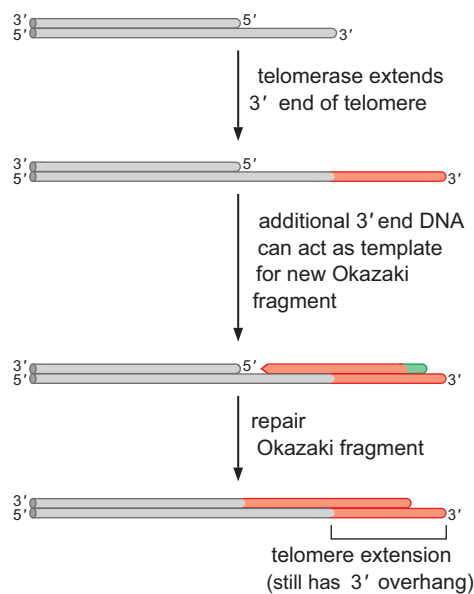 3′ 5′
5′ 3′
telomerase extends
3′ end of telomere
3′ 5′
5′ 3′
additional 3′ end DNA
can act as template
for new Okazaki
fragment
3′ 5′
5′ 3′
repair
Okazaki fragment
3′
5′ 3′
telomere extension
(still has 3′ overhang)